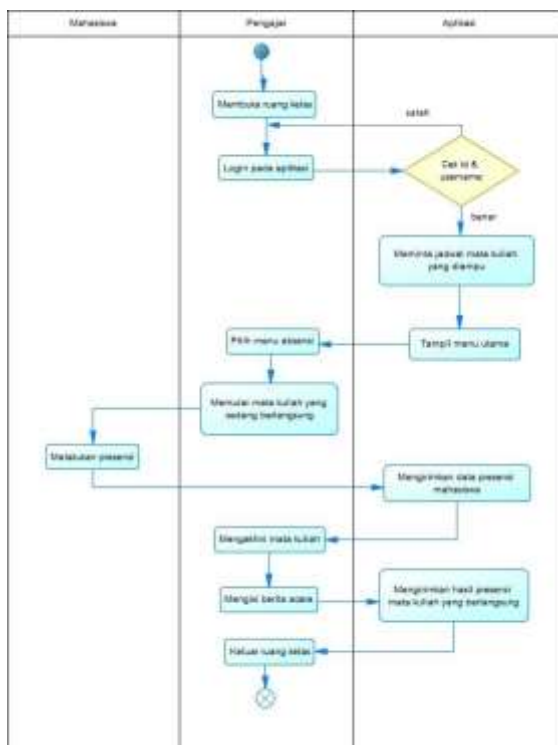 Mahasiswa
Pengajar
Aplikasi
Membuka ruang kelas
salah
Login pada aplikasi
Cek id &
username
benar
Meminta jadwal mata kuliah
yang diampu
Pilih menu absensi
Tampil menu utama
Memulai mata kuliah yang
sedang berlangsung
Melakukan presensi
Mengirimkan data presensi
mahasiswa
Mengakhiri mata kuliah
Mengisi berita acara
Mengirimkan hasil presensi
mata kuliah yang berlangsung
Keluar ruang kelas